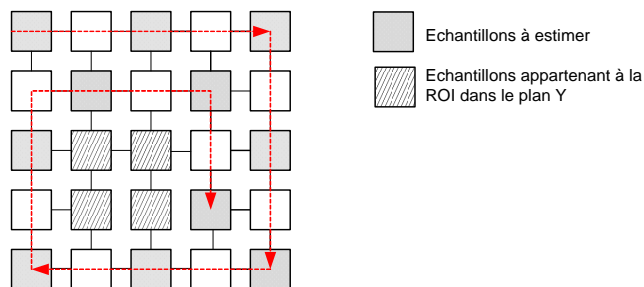 Echantillons à estimer
Echantillons appartenant à la
ROI dans le plan Y